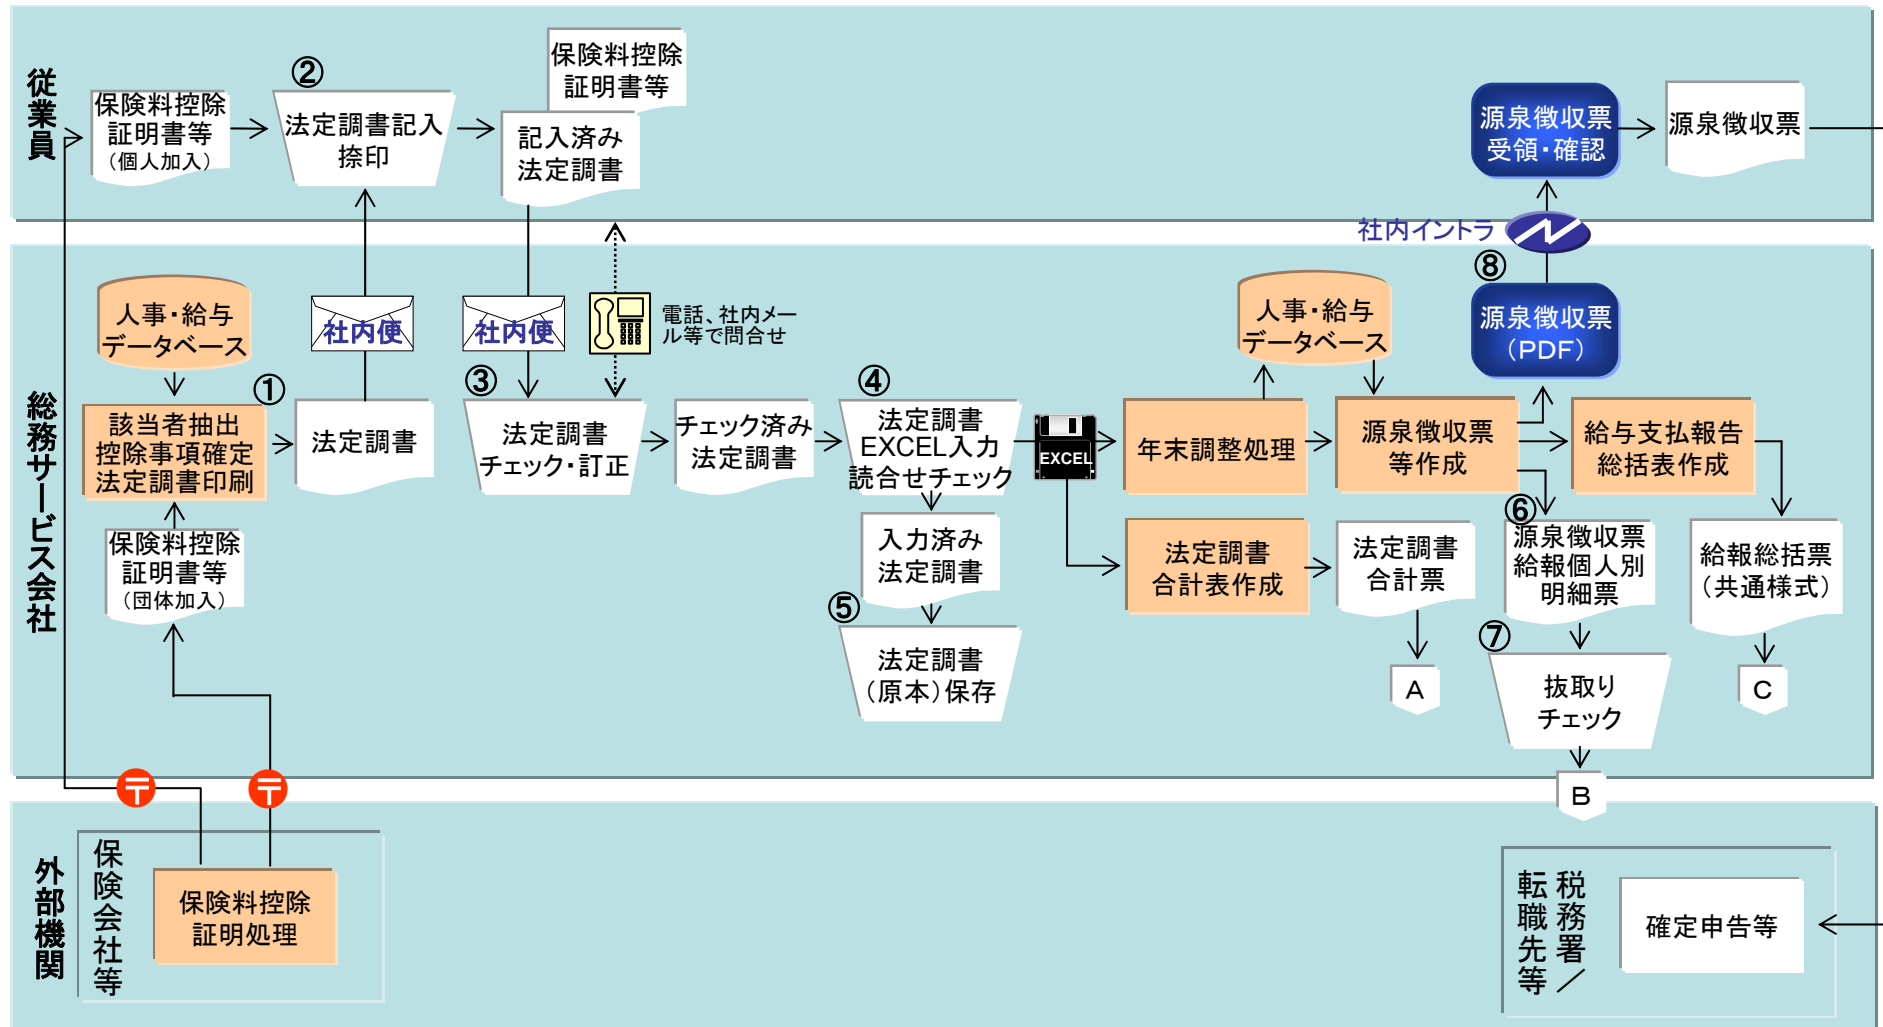 従業員
保険料控除
証明書等
(個人加入)
②
法定調書記入
捺印
保険料控除
証明書等
記入済み
法定調書
源泉徴収票
受領・確認
源泉徴収票
社内イントラ
総務サービス会社
人事・給与
データベース
①
該当者抽出
控除事項確定
法定調書印刷
保険料控除
証明書等
(団体加入)
法定調書
社内便
社内便
電話、社内メー
ル等で問合せ
③
法定調書
チェック・訂正
チェック済み
法定調書
④
法定調書
EXCEL入力
読合せチェック
入力済み
法定調書
⑤
法定調書
(原本)保存
EXCEL
年末調整処理
人事・給与
データベース
法定調書
合計表作成
法定調書
合計票
A
源泉徴収票
等作成
⑧
源泉徴収票
(PDF)
⑥
源泉徴収票
給報個人別
明細票
⑦
抜取り
チェック
B
給与支払報告
総括表作成
給報総括票
(共通様式)
C
〒
〒
外部機関
保険会社等
保険料控除
証明処理
税務署/
転職先等
確定申告等